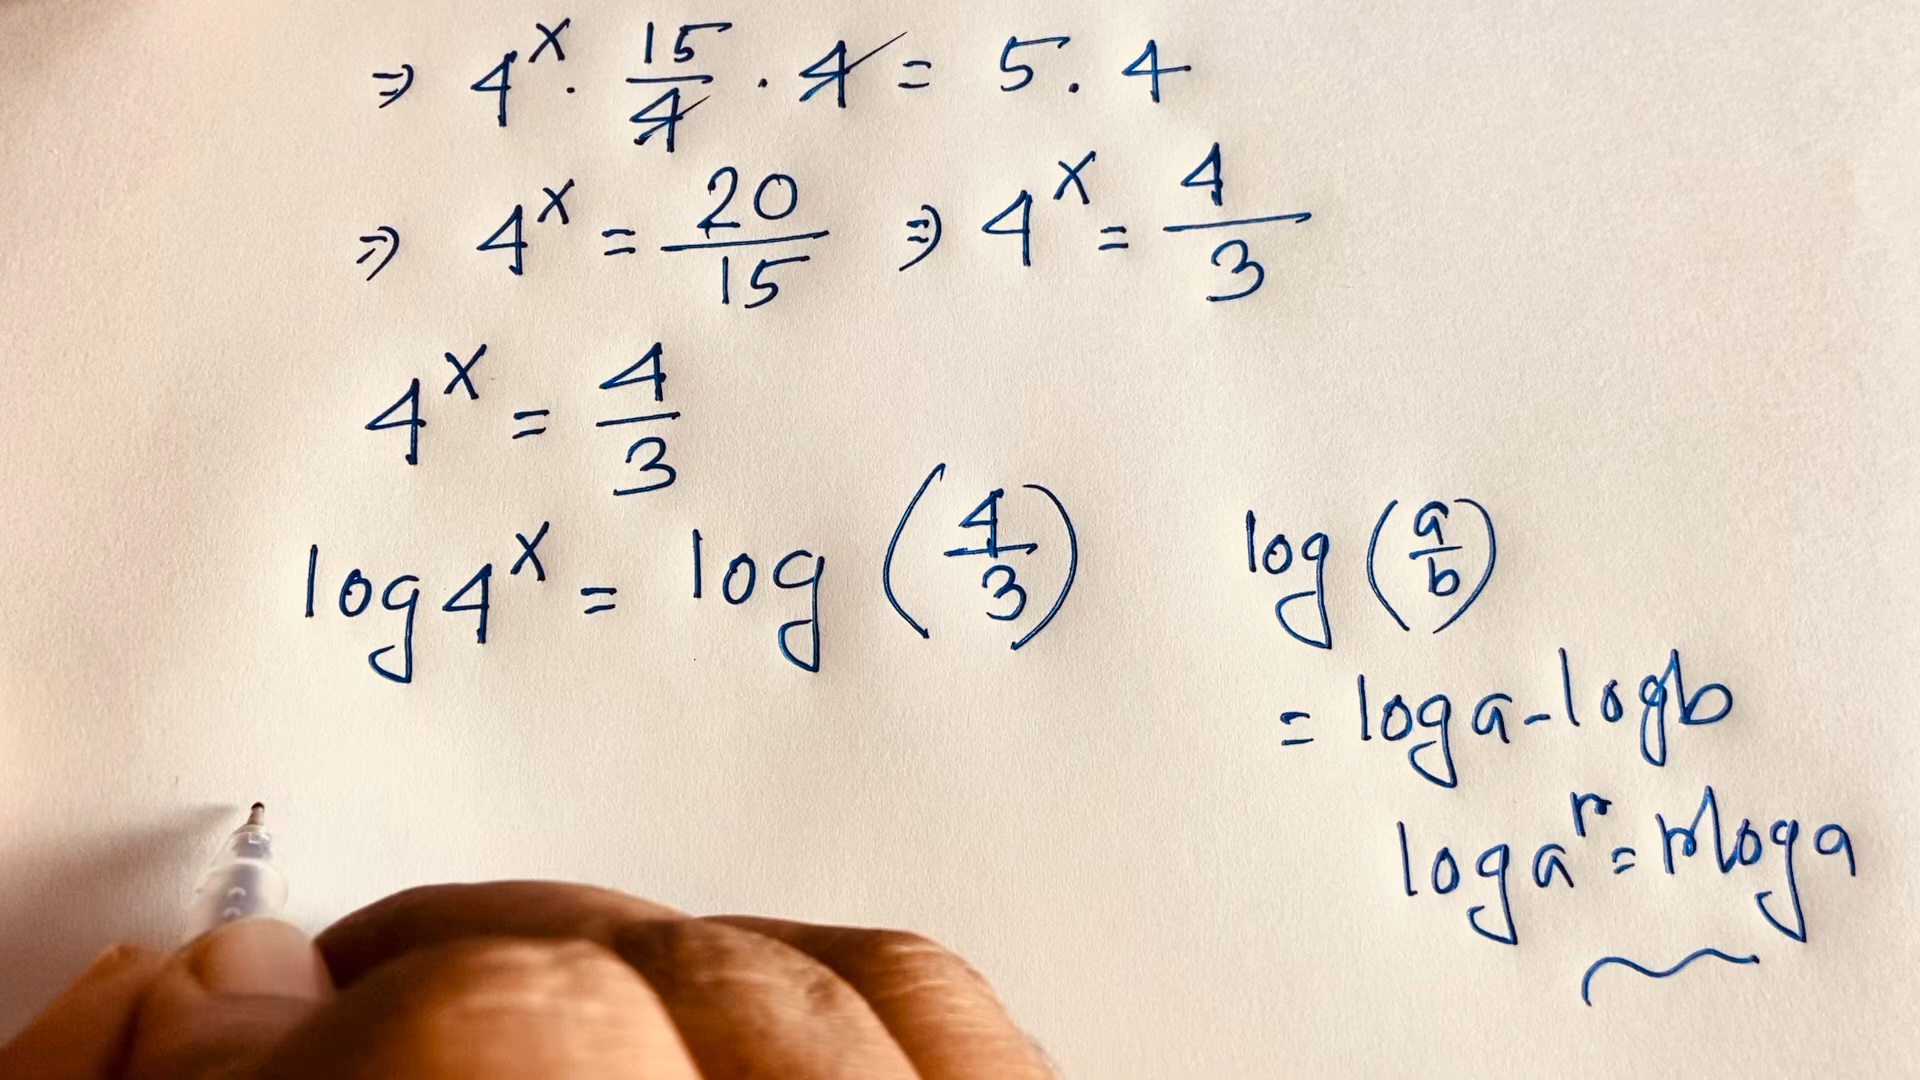 ⇒ 4^x · 15/4 · 4 = 5 . 4
⇒ 4^x = 20/15 ⇒ 4^x = 4/3
4^x = 4/3
log 4^x = log (4/3)
log (a/b)
= log a - log b
log a^r = r log a